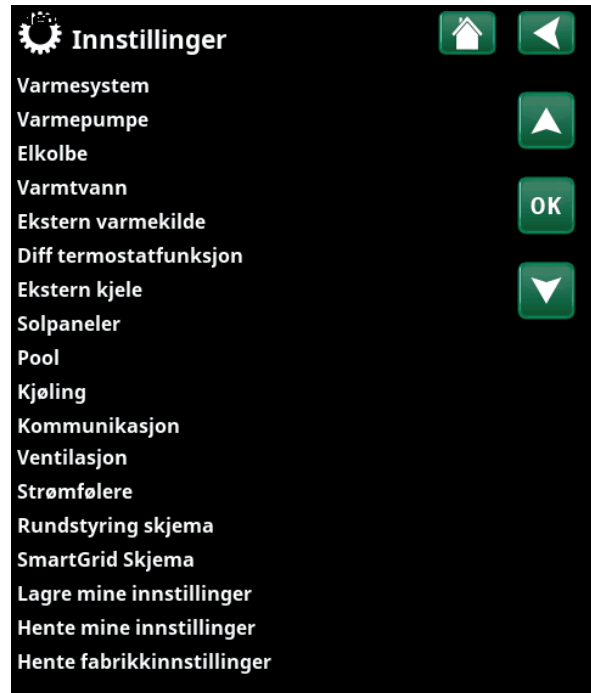 Innstillinger
Varmesystem
Varmepumpe
Elkolbe
Varmtvann
OK
Ekstern varmekilde
Diff termostatfunksjon
Ekstern kjele
Solpaneler
Pool
Kjøling
Kommunikasjon
Ventilasjon
Strømfølere
Rundstyring skjema
SmartGrid Skjema
Lagre mine innstillinger
Hente mine innstillinger
Hente fabrikkinnstillinger